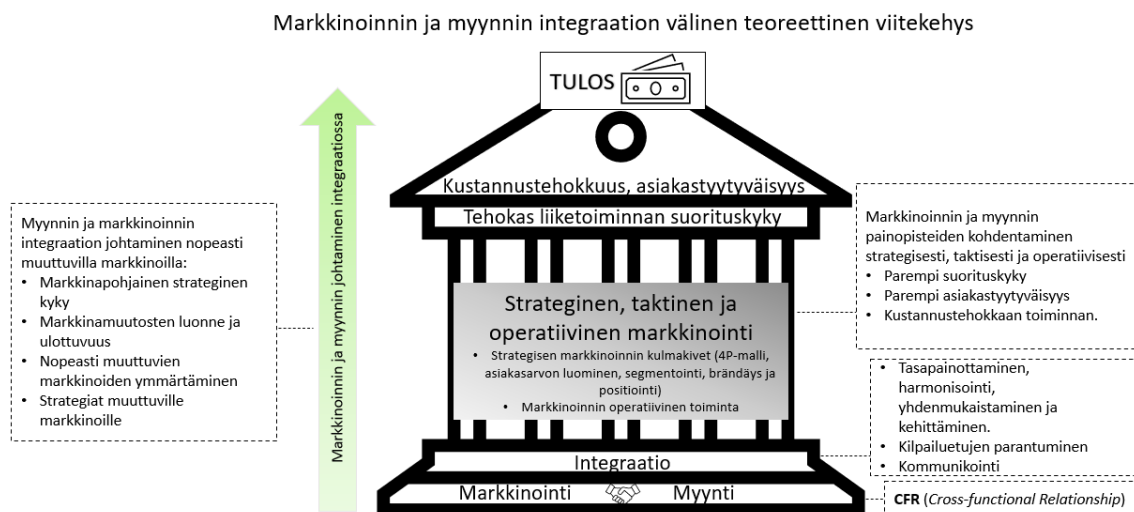 Markkinoinnin ja myynnin integraation välinen teoreettinen viitekehys
TULOS
Kustannustehokkuus, asiakastyytyväisyys
Tehokas liiketoiminnan suorituskyky
Markkinoinnin ja myynnin johtaminen integraatiossa
Myynnin ja markkinoinnin
integraation johtaminen nopeasti
muuttuvilla markkinoilla:
• Markkinapohjainen strateginen
kyky
• Markkinamuutosten luonne ja
ulottuvuus
• Nopeasti muuttuvien
markkinoiden ymmärtäminen
• Strategiat muuttuville
markkinoille
Strateginen, taktinen ja
operatiivinen markkinointi
• Strategisen markkinoinnin kulmakivet (4P-malli,
asiakasarvon luominen, segmentointi, brändäys ja
positiointi)
• Markkinoinnin operatiivinen toiminta
Markkinoinnin ja myynnin
painopisteiden kohdentaminen
strategisesti, taktisesti ja operatiivisesti
• Parempi suorituskyky
• Parempi asiakastyytyväisyys
• Kustannustehokkaan toiminnan.
• Tasapainottaminen,
harmonisointi,
yhdenmukaistaminen ja
kehittäminen.
• Kilpailuetujen parantuminen
• Kommunikointi
Integraatio
Markkinointi Myynti
CFR (Cross-functional Relationship)